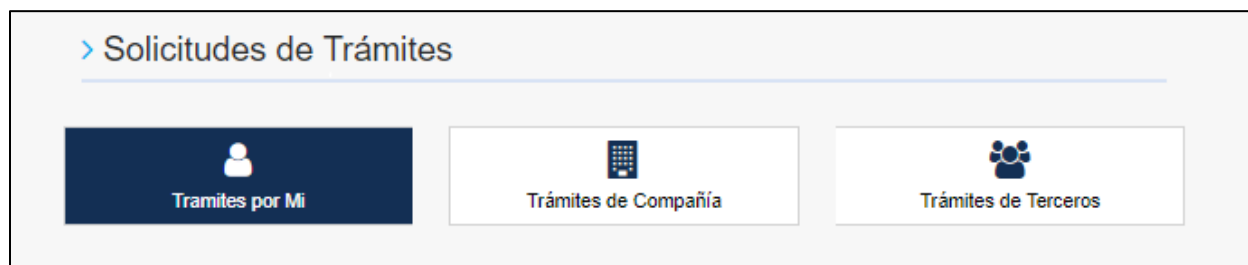 Solicitudes de Trámites
Tramites por Mi
Trámites de Compañía
Trámites de Terceros